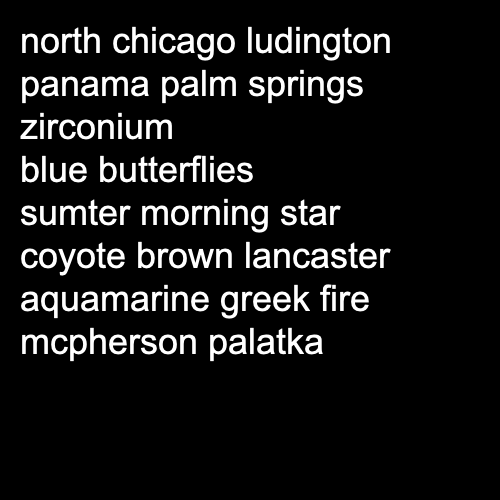 north chicago ludington
panama palm springs
zirconium
blue butterflies
sumter morning star
coyote brown lancaster
aquamarine greek fire
mcpherson palatka